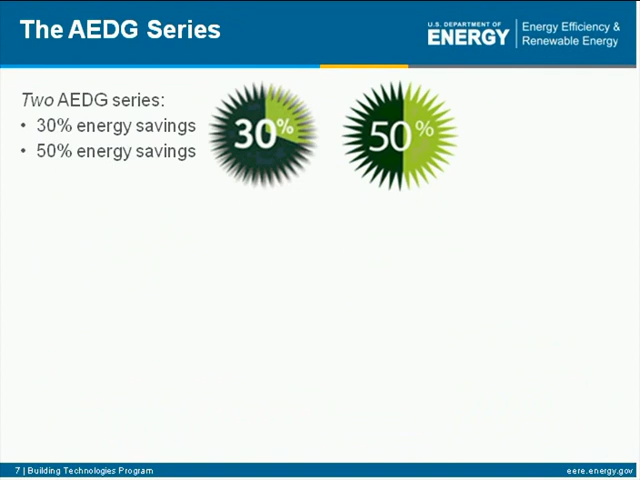 The AEDG Series
U.S. DEPARTMENT OF
ENERGY
Energy Efficiency &
Renewable Energy
Two AEDG series:
• 30% energy savings
• 50% energy savings
30%
50%
7 | Building Technologies Program
eere.energy.gov